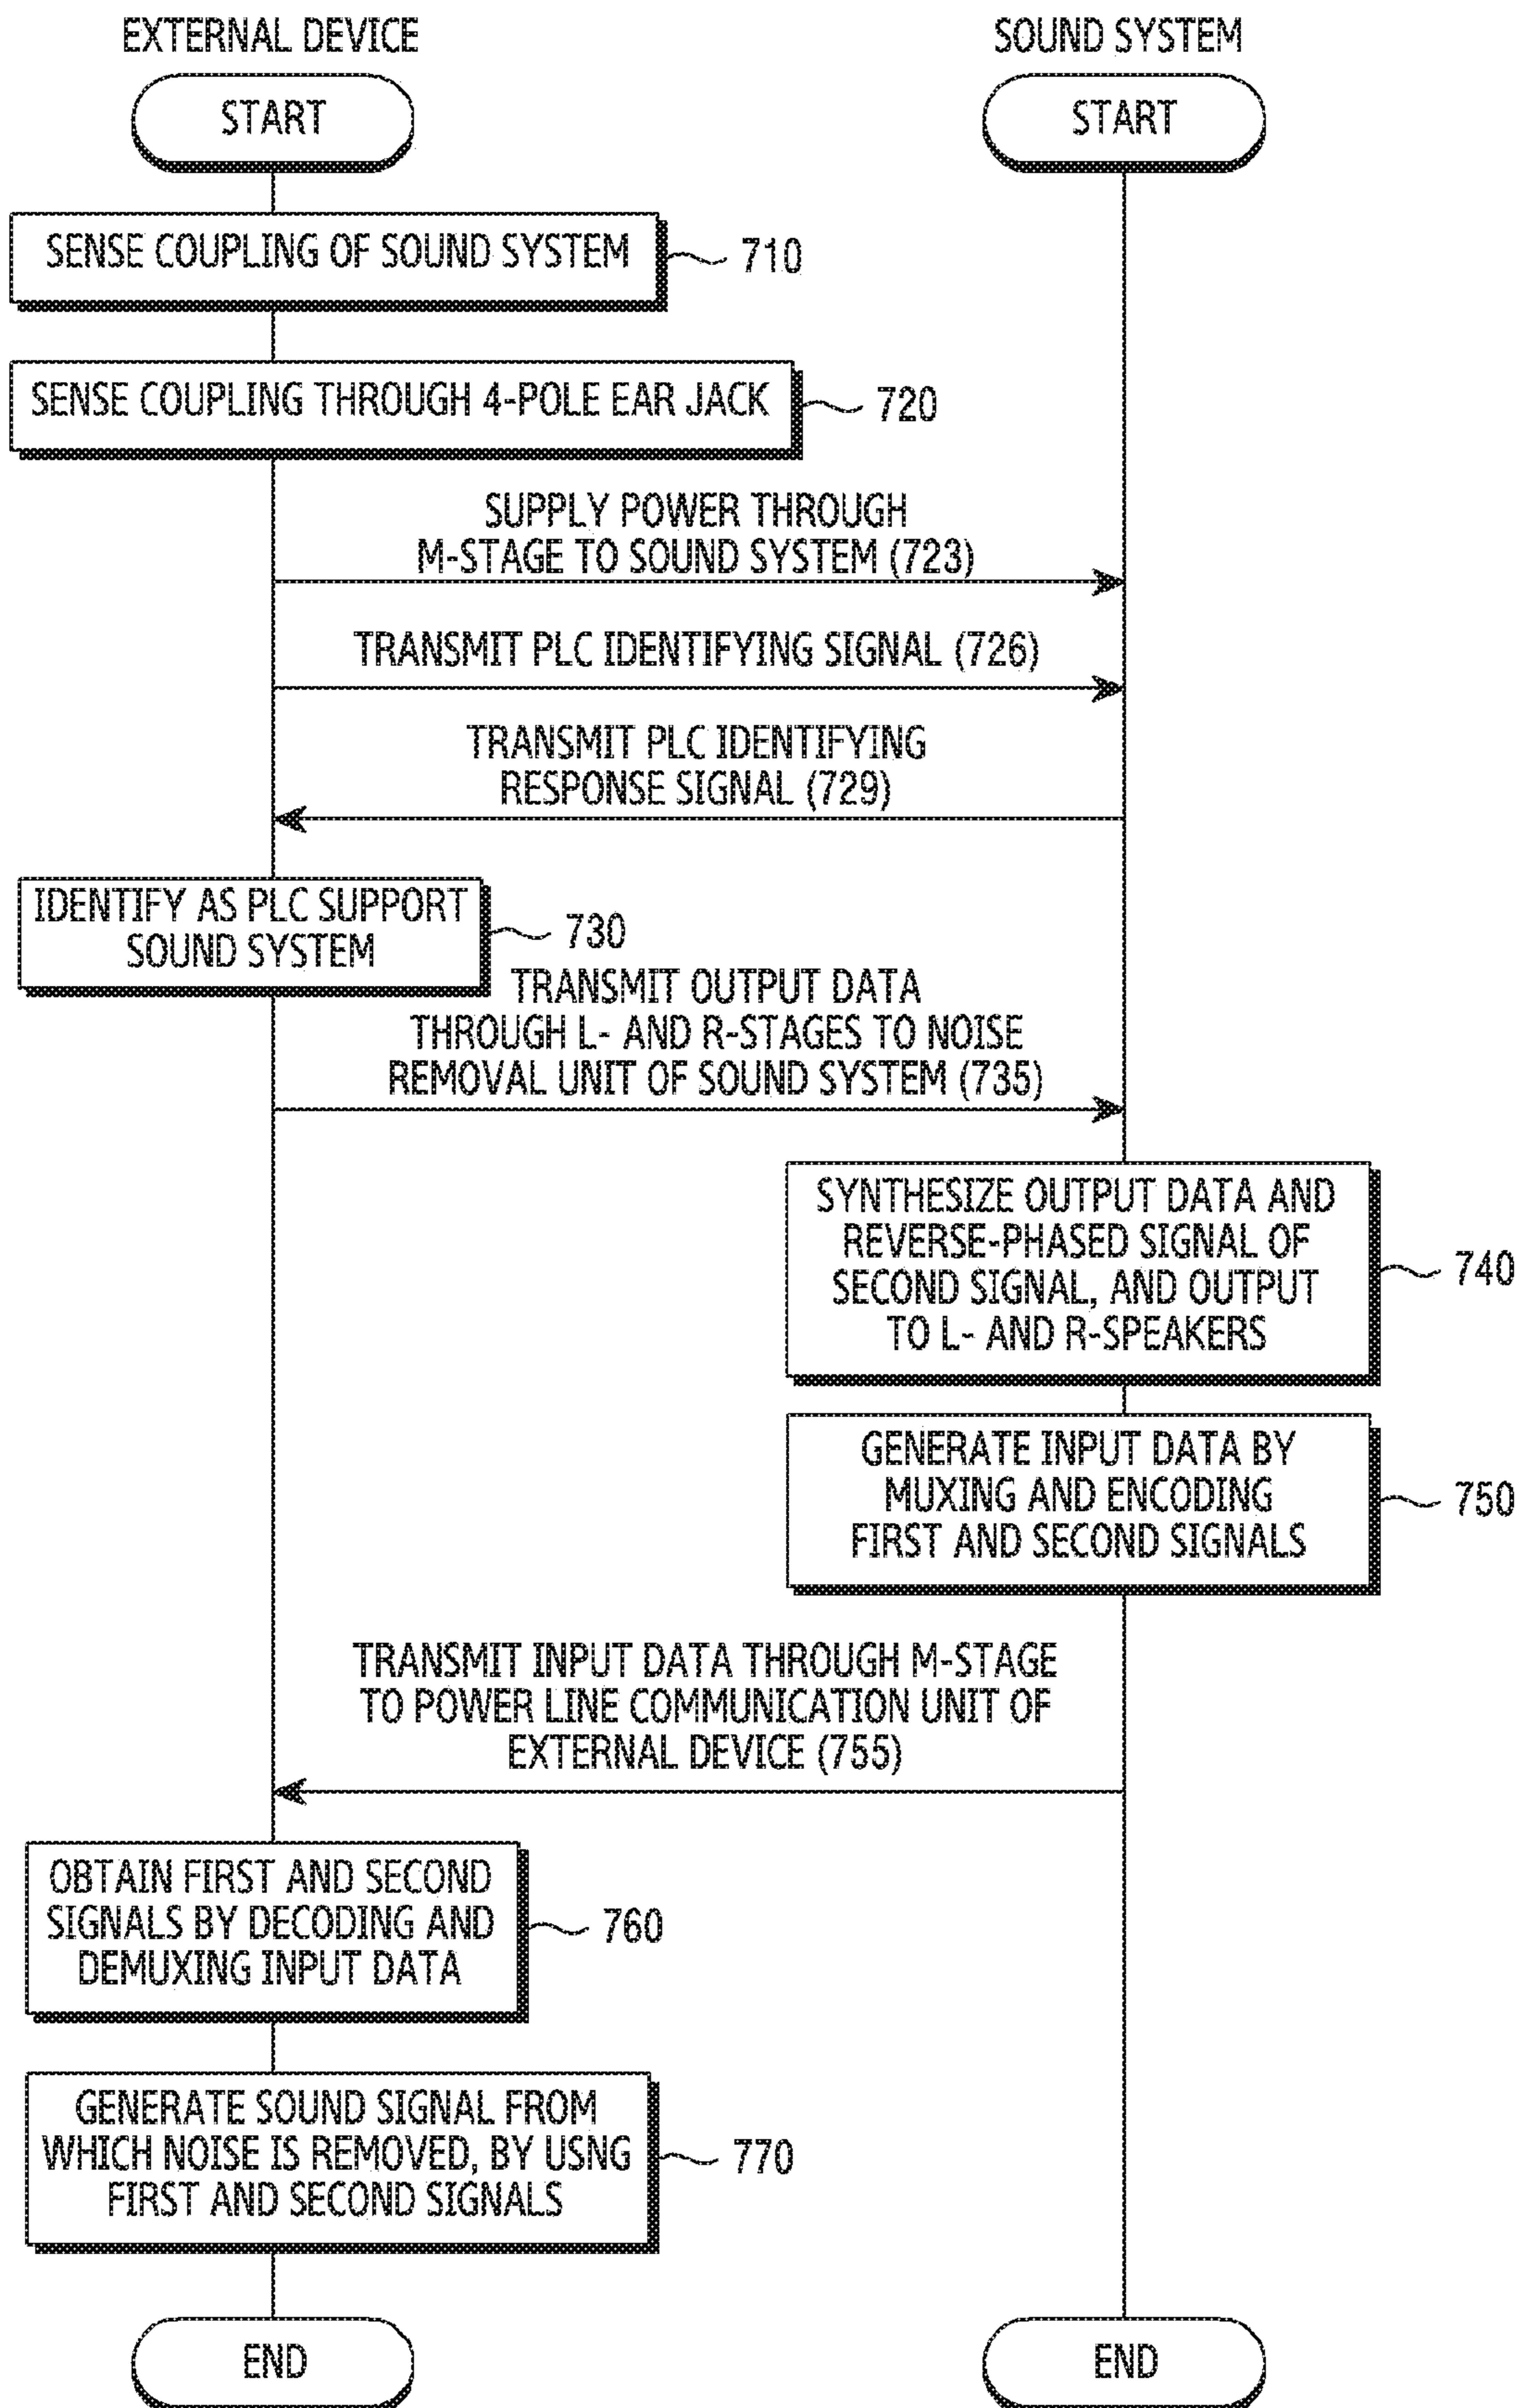 EXTERNAL DEVICE
SOUND SYSTEM
START
START
SENSE COUPLING OF SOUND SYSTEM
710
SENSE COUPLING THROUGH 4-POLE EAR JACK
720
SUPPLY POWER THROUGH
M-STAGE TO SOUND SYSTEM (723)
TRANSMIT PLC IDENTIFYING SIGNAL (726)
TRANSMIT PLC IDENTIFYING
RESPONSE SIGNAL (729)
IDENTIFY AS PLC SUPPORT
SOUND SYSTEM
730
TRANSMIT OUTPUT DATA
THROUGH L- AND R-STAGES TO NOISE
REMOVAL UNIT OF SOUND SYSTEM (735)
SYNTHESIZE OUTPUT DATA AND
REVERSE-PHASED SIGNAL OF
SECOND SIGNAL, AND OUTPUT
TO L- AND R-SPEAKERS
740
GENERATE INPUT DATA BY
MUXING AND ENCODING
FIRST AND SECOND SIGNALS
750
TRANSMIT INPUT DATA THROUGH M-STAGE
TO POWER LINE COMMUNICATION UNIT OF
EXTERNAL DEVICE (755)
OBTAIN FIRST AND SECOND
SIGNALS BY DECODING AND
DEMUXING INPUT DATA
760
GENERATE SOUND SIGNAL FROM
WHICH NOISE IS REMOVED, BY USNG
FIRST AND SECOND SIGNALS
770
END
END